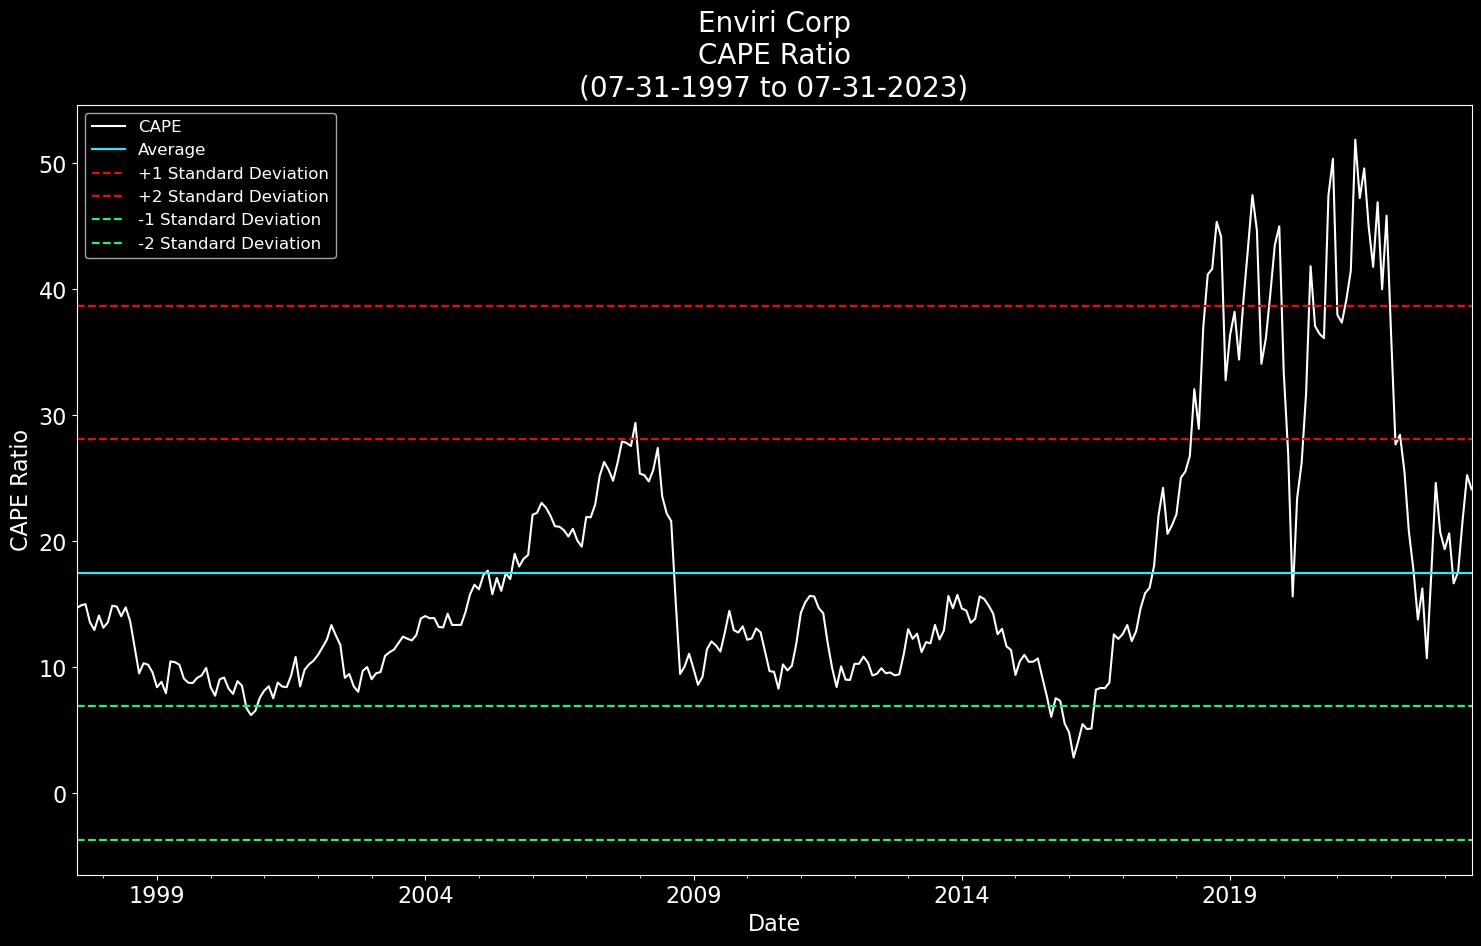 Enviri Corp
CAPE Ratio
(07-31-1997 to 07-31-2023)
CAPE
Average
+1 Standard Deviation
+2 Standard Deviation
-1 Standard Deviation
-2 Standard Deviation
CAPE Ratio
50
40
30
20
10
0
1999 2004 2009 2014 2019
Date